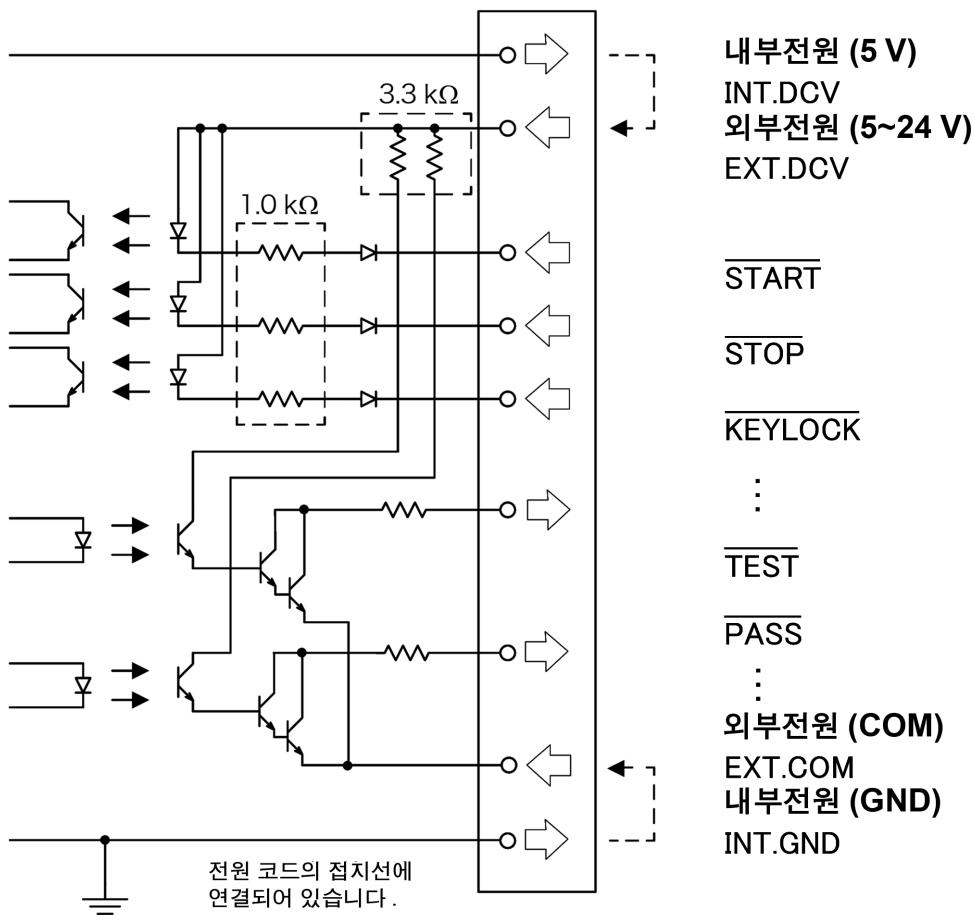 내부전원 (5 V)
INT.DCV
외부전원 (5~24 V)
EXT.DCV
3.3 kΩ
1.0 kΩ
START
STOP
KEYLOCK
⋮
TEST
PASS
⋮
외부전원 (COM)
EXT.COM
내부전원 (GND)
INT.GND
전원 코드의 접지선에
연결되어 있습니다.